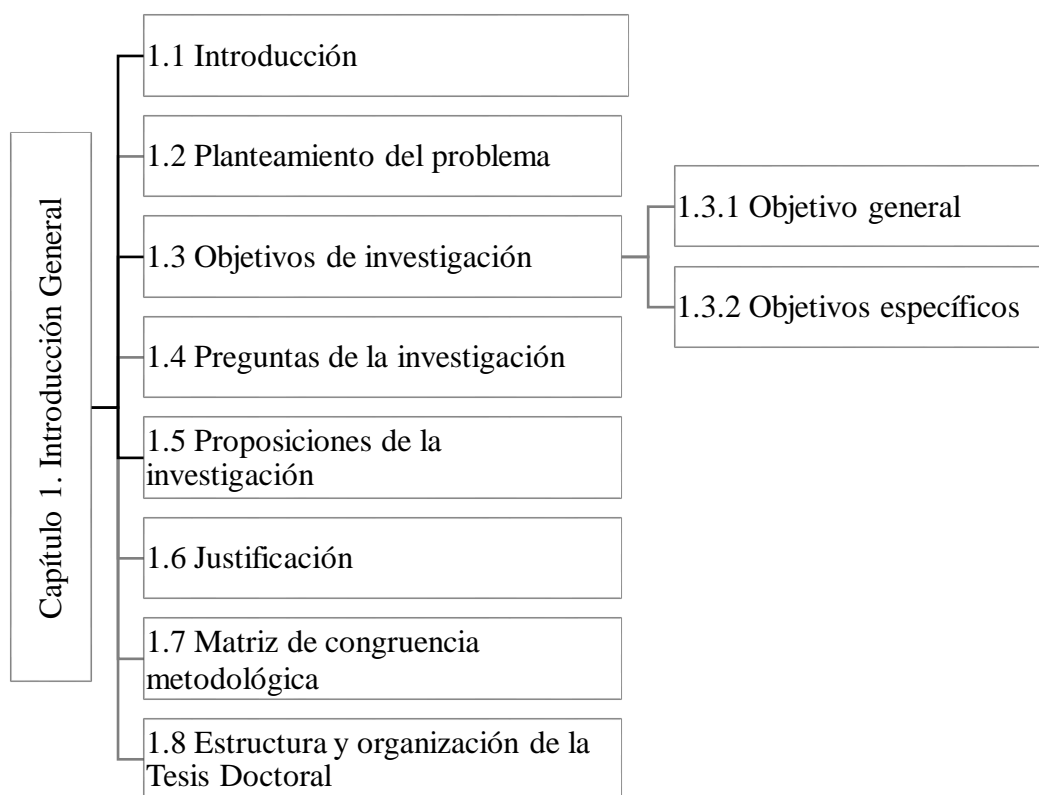 Capítulo 1. Introducción General
1.1 Introducción
1.2 Planteamiento del problema
1.3 Objetivos de investigación
1.3.1 Objetivo general
1.3.2 Objetivos específicos
1.4 Preguntas de la investigación
1.5 Proposiciones de la
investigación
1.6 Justificación
1.7 Matriz de congruencia
metodológica
1.8 Estructura y organización de la
Tesis Doctoral